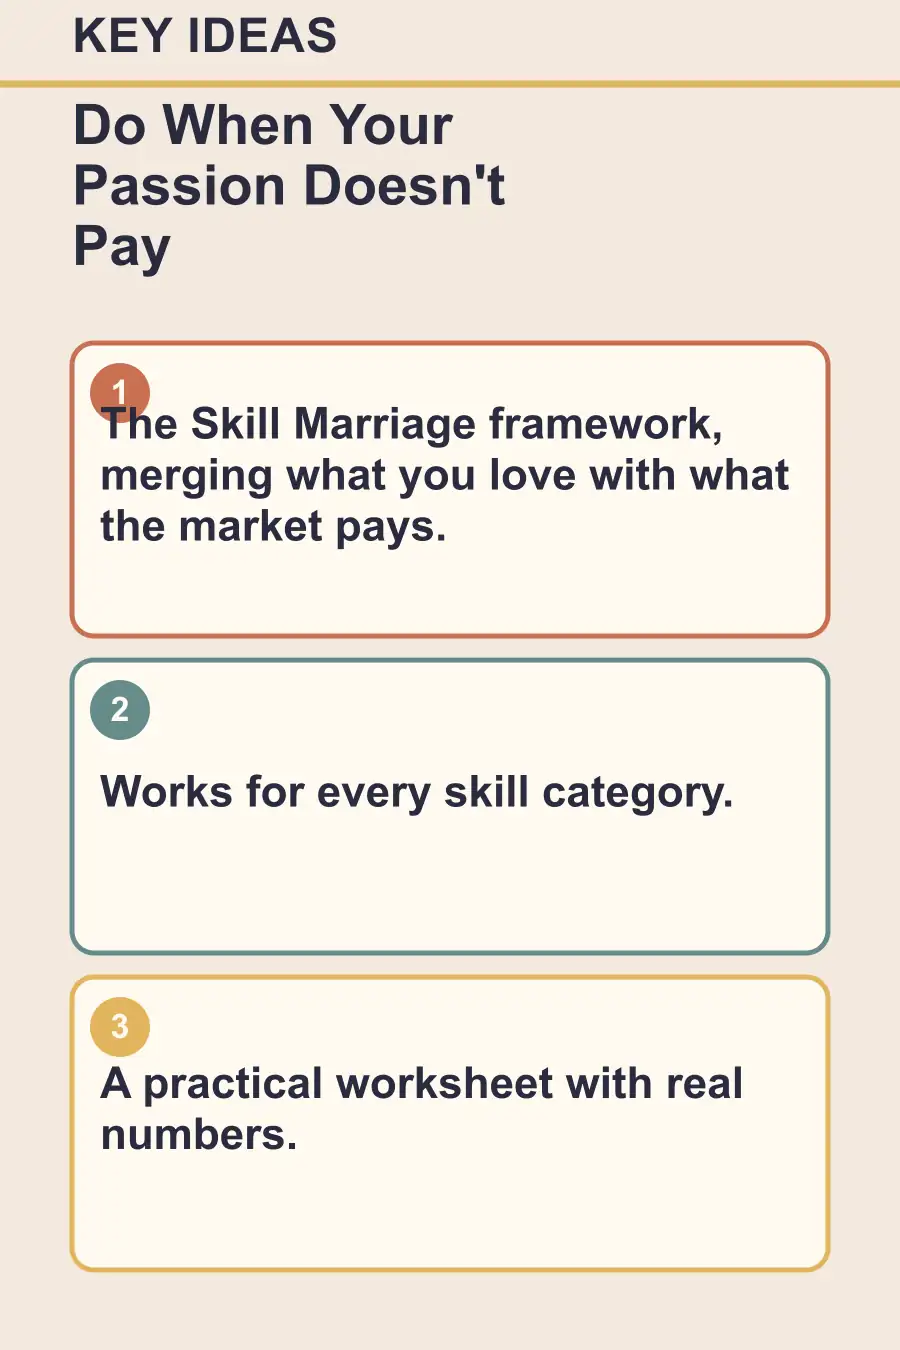 KEY IDEAS
Do When Your
Passion Doesn't
Pay
1
The Skill Marriage framework,
merging what you love with what
the market pays.
2
Works for every skill category.
3
A practical worksheet with real
numbers.